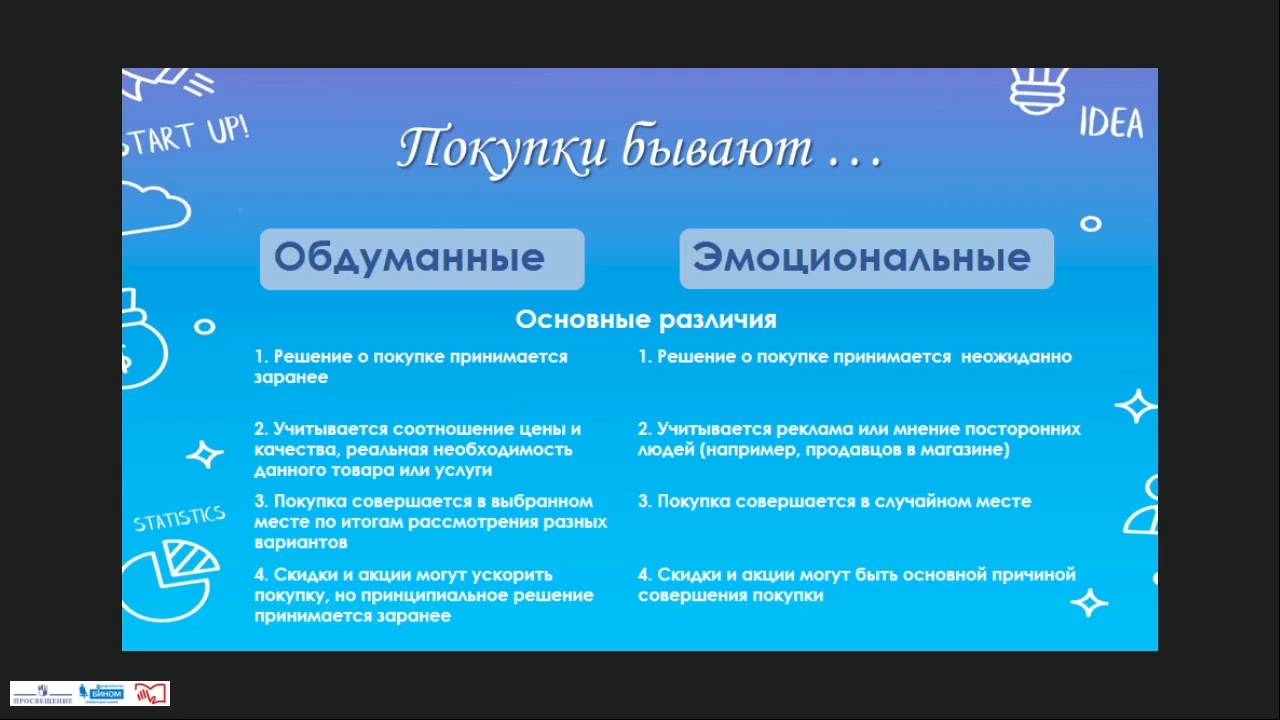 START UP!
IDEA
Покупки бывают ...
Обдуманные
Эмоциональные
Основные различия
1. Решение о покупке принимается
заранее
1. Решение о покупке принимается неожиданно
2. Учитывается соотношение цены и
качества, реальная необходимость
данного товара или услуги
2. Учитывается реклама или мнение посторонних
людей (например, продавцов в магазине)
3. Покупка совершается в выбранном
месте по итогам рассмотрения разных
вариантов
3. Покупка совершается в случайном месте
STATISTICS
4. Скидки и акции могут ускорить
покупку, но принципиальное решение
принимается заранее
4. Скидки и акции могут быть основной причиной
совершения покупки
$
ПРОСВЕЩЕНИЕ
БИНОМ